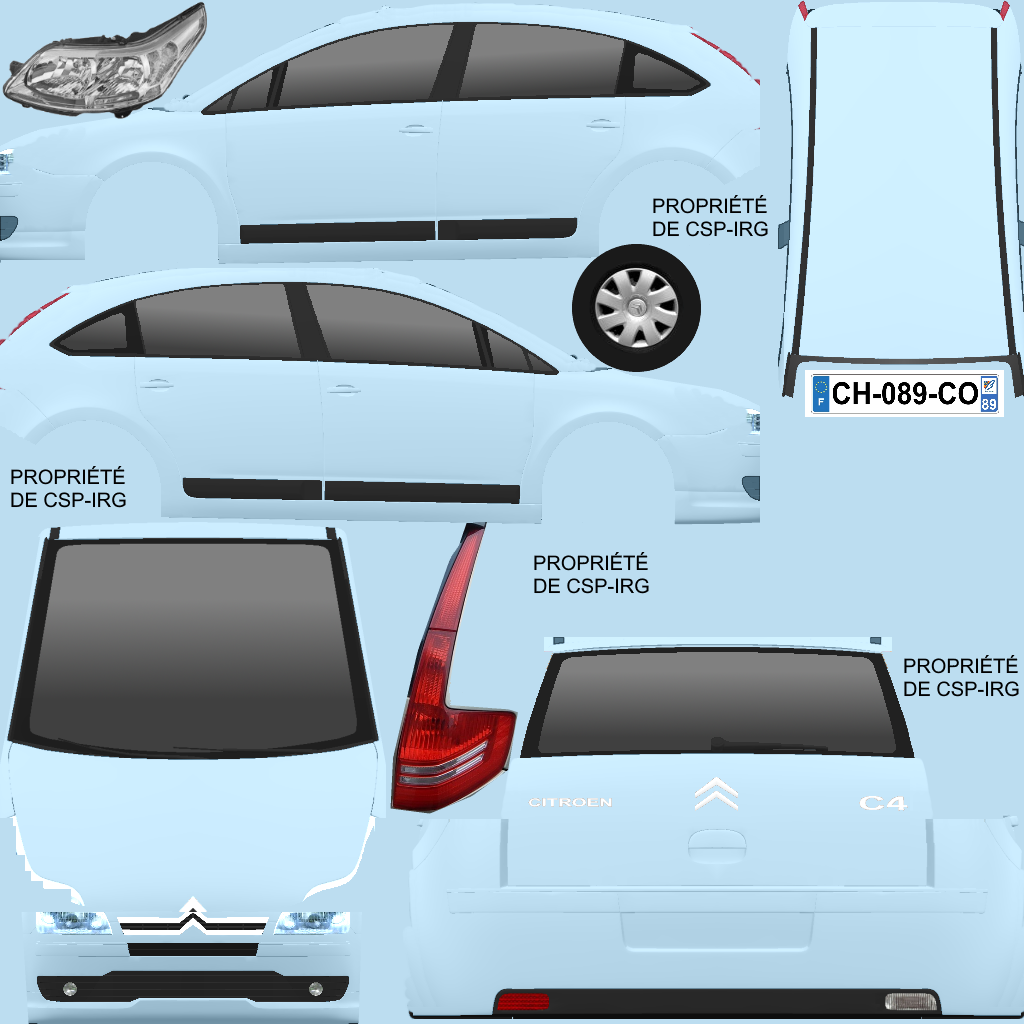 PROPRIÉTÉ
DE CSP-IRG
F
CH-089-CO
89
PROPRIÉTÉ
DE CSP-IRG
PROPRIÉTÉ
DE CSP-IRG
PROPRIÉTÉ
DE CSP-IRG
CITROEN
C4